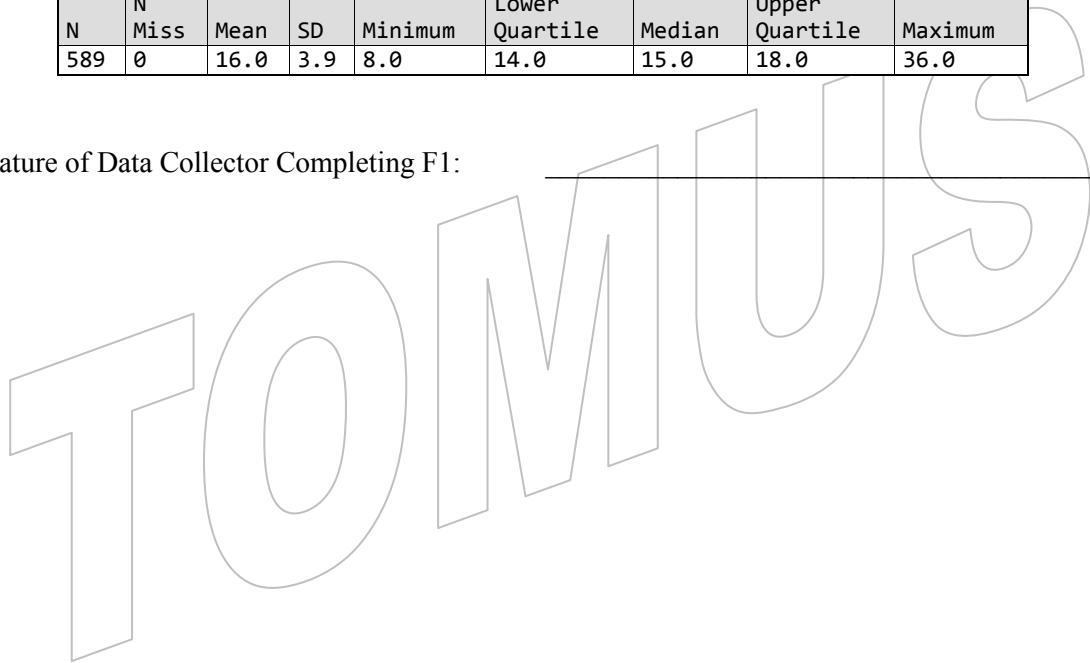 N N Miss Mean SD Minimum Lower Quartile Median Upper Quartile Maximum
589 0 16.0 3.9 8.0 14.0 15.0 18.0 36.0
ature of Data Collector Completing F1:
TOMUS